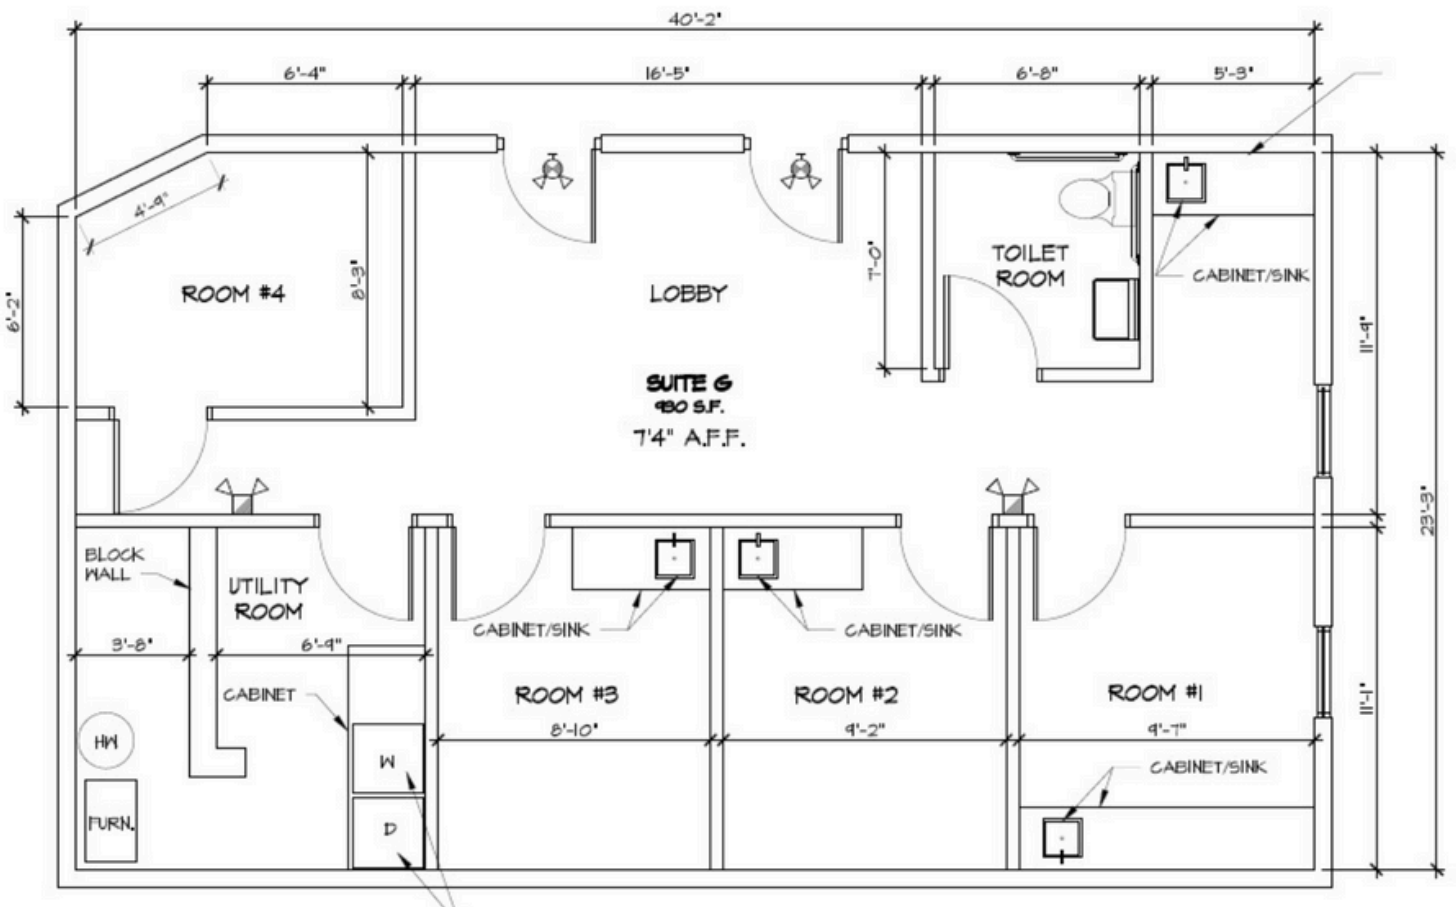 40'-2"
6'-4"
16'-5"
6'-8"
5'-3"
4'-9"
6'-2"
8'-3"
7'-0"
ROOM #4
LOBBY
TOILET
ROOM
CABINET/SINK
11'-9"
SUITE G
980 S.F.
7'4" A.F.F.
23'-3"
BLOCK
WALL
UTILITY
ROOM
3'-8"
6'-9"
CABINET/SINK
CABINET/SINK
CABINET
ROOM #3
8'-10"
ROOM #2
9'-2"
ROOM #1
9'-7"
11'-1"
HW
W
CABINET/SINK
FURN.
D